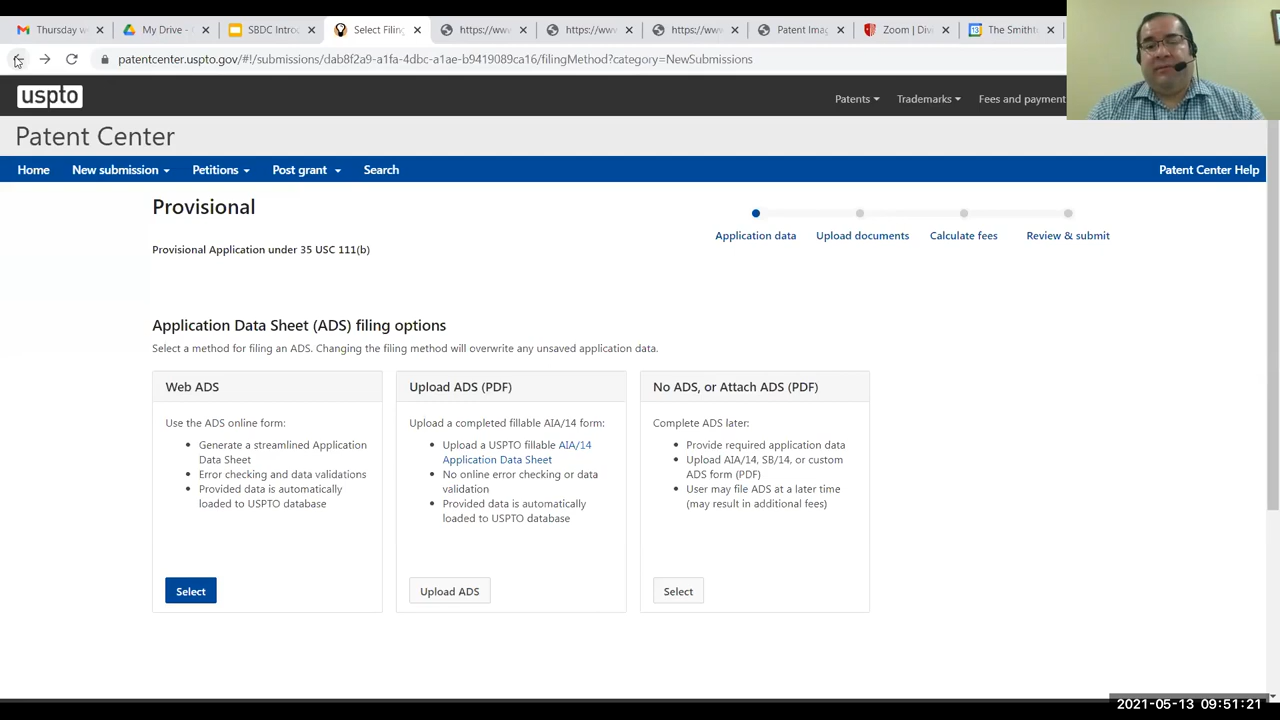 Thursday w
My Drive -
SBDC Introd
Select Filing
https://www
https://www
https://www
Patent Imag
Zoom | Div
The Smith
patentcenter.uspto.gov/#!/submissions/dab8f2a9-a1fa-4dbc-a1ae-b8419089ca16/filingMethod?category=NewSubmissions
uspto
Patents
Trademarks
Fees and payment
Patent Center
Home
New submission
Petitions
Post grant
Search
Patent Center Help
Provisional
Application data
Upload documents
Calculate fees
Review & submit
Provisional Application under 35 USC 111(b)
Application Data Sheet (ADS) filing options
Select a method for filing an ADS. Changing the filing method will overwrite any unsaved application data.
Web ADS
Use the ADS online form:
Generate a streamlined Application
Data Sheet
Error checking and data validations
Provided data is automatically
loaded to USPTO database
Select
Upload ADS (PDF)
Upload a completed fillable AIA/14 form:
Upload a USPTO fillable AIA/14
Application Data Sheet
No online error checking or data
validation
Provided data is automatically
loaded to USPTO database
Upload ADS
No ADS, or Attach ADS (PDF)
Complete ADS later:
Provide required application data
Upload AIA/14, SB/14, or custom
ADS form (PDF)
User may file ADS at a later time
(may result in additional fees)
Select
2021-05-13 09:51:21